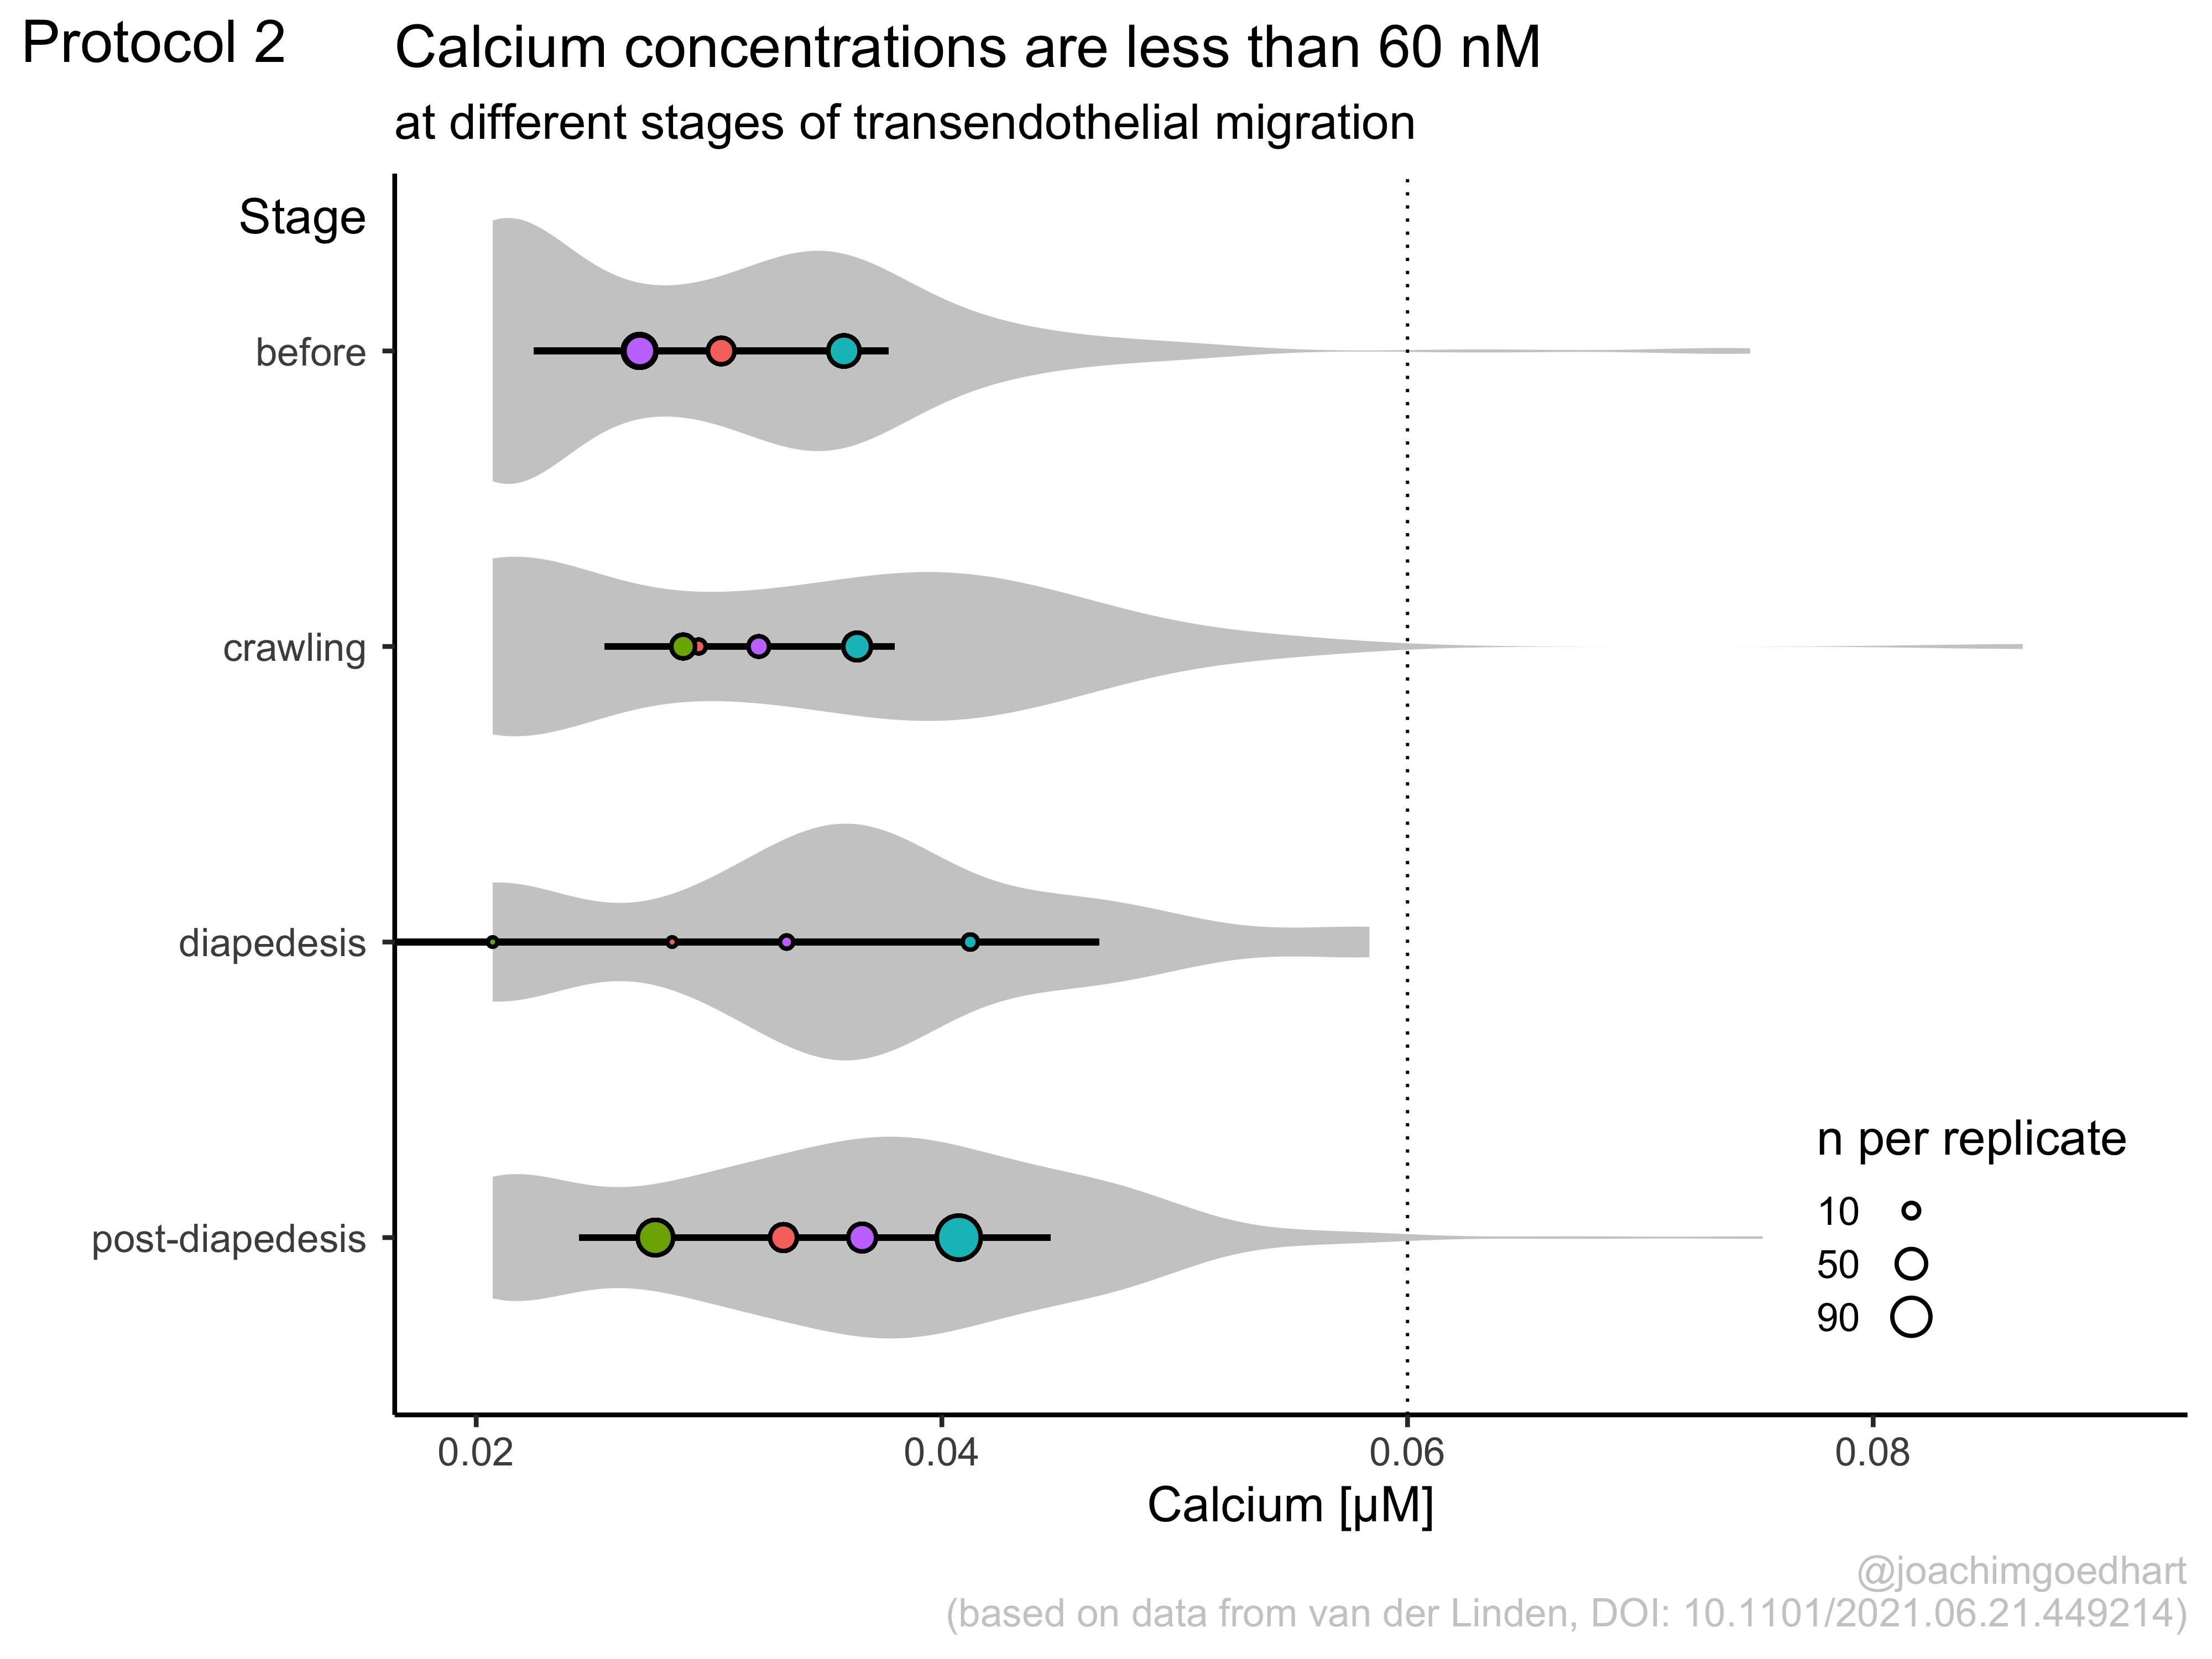 Protocol 2
Calcium concentrations are less than 60 nM
at different stages of transendothelial migration
Stage
before
crawling
diapedesis
post-diapedesis
n per replicate
10
50
90
0.02 0.04 0.06 0.08
Calcium [µM]
@joachimgoedhart
(based on data from van der Linden, DOI: 10.1101/2021.06.21.449214)